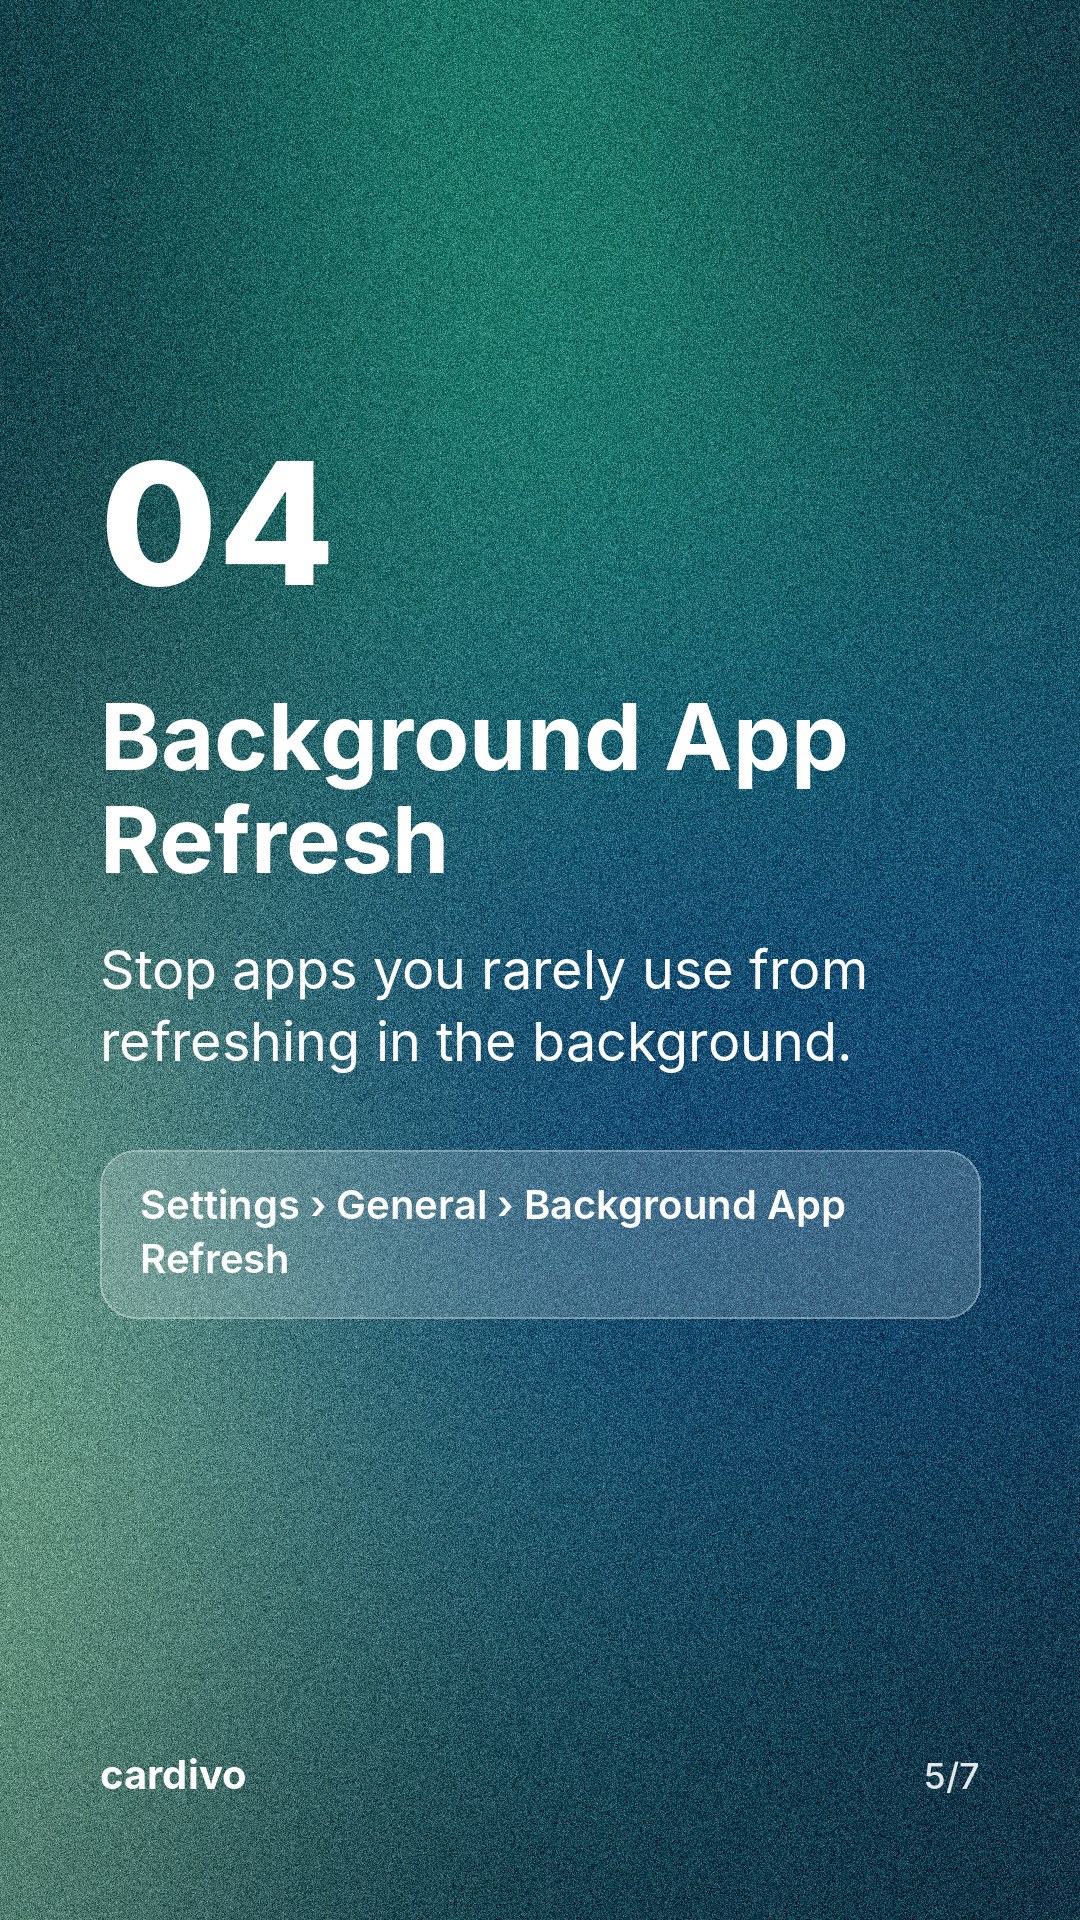 04
Background App
Refresh
Stop apps you rarely use from
refreshing in the background.
Settings › General › Background App
Refresh
cardivo
5/7